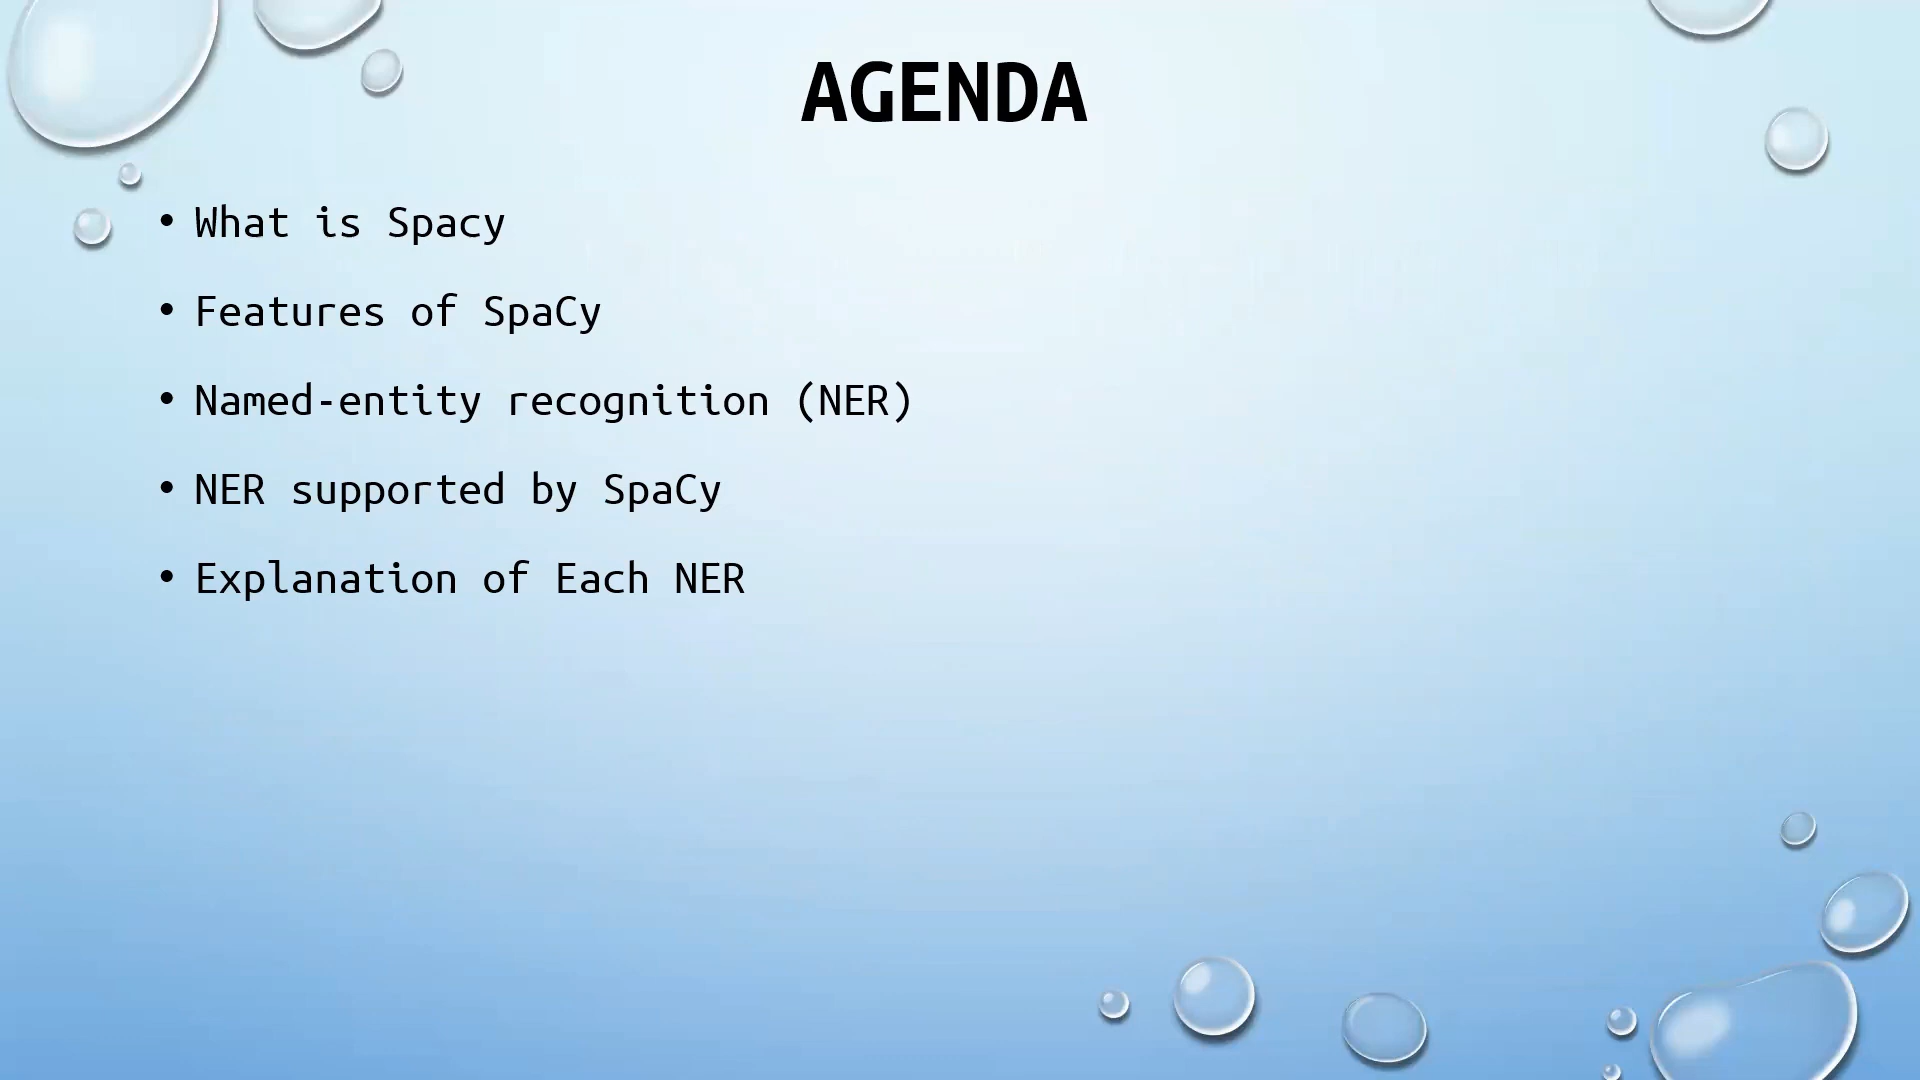 AGENDA
• What is Spacy
• Features of SpaCy
• Named-entity recognition (NER)
• NER supported by SpaCy
• Explanation of Each NER